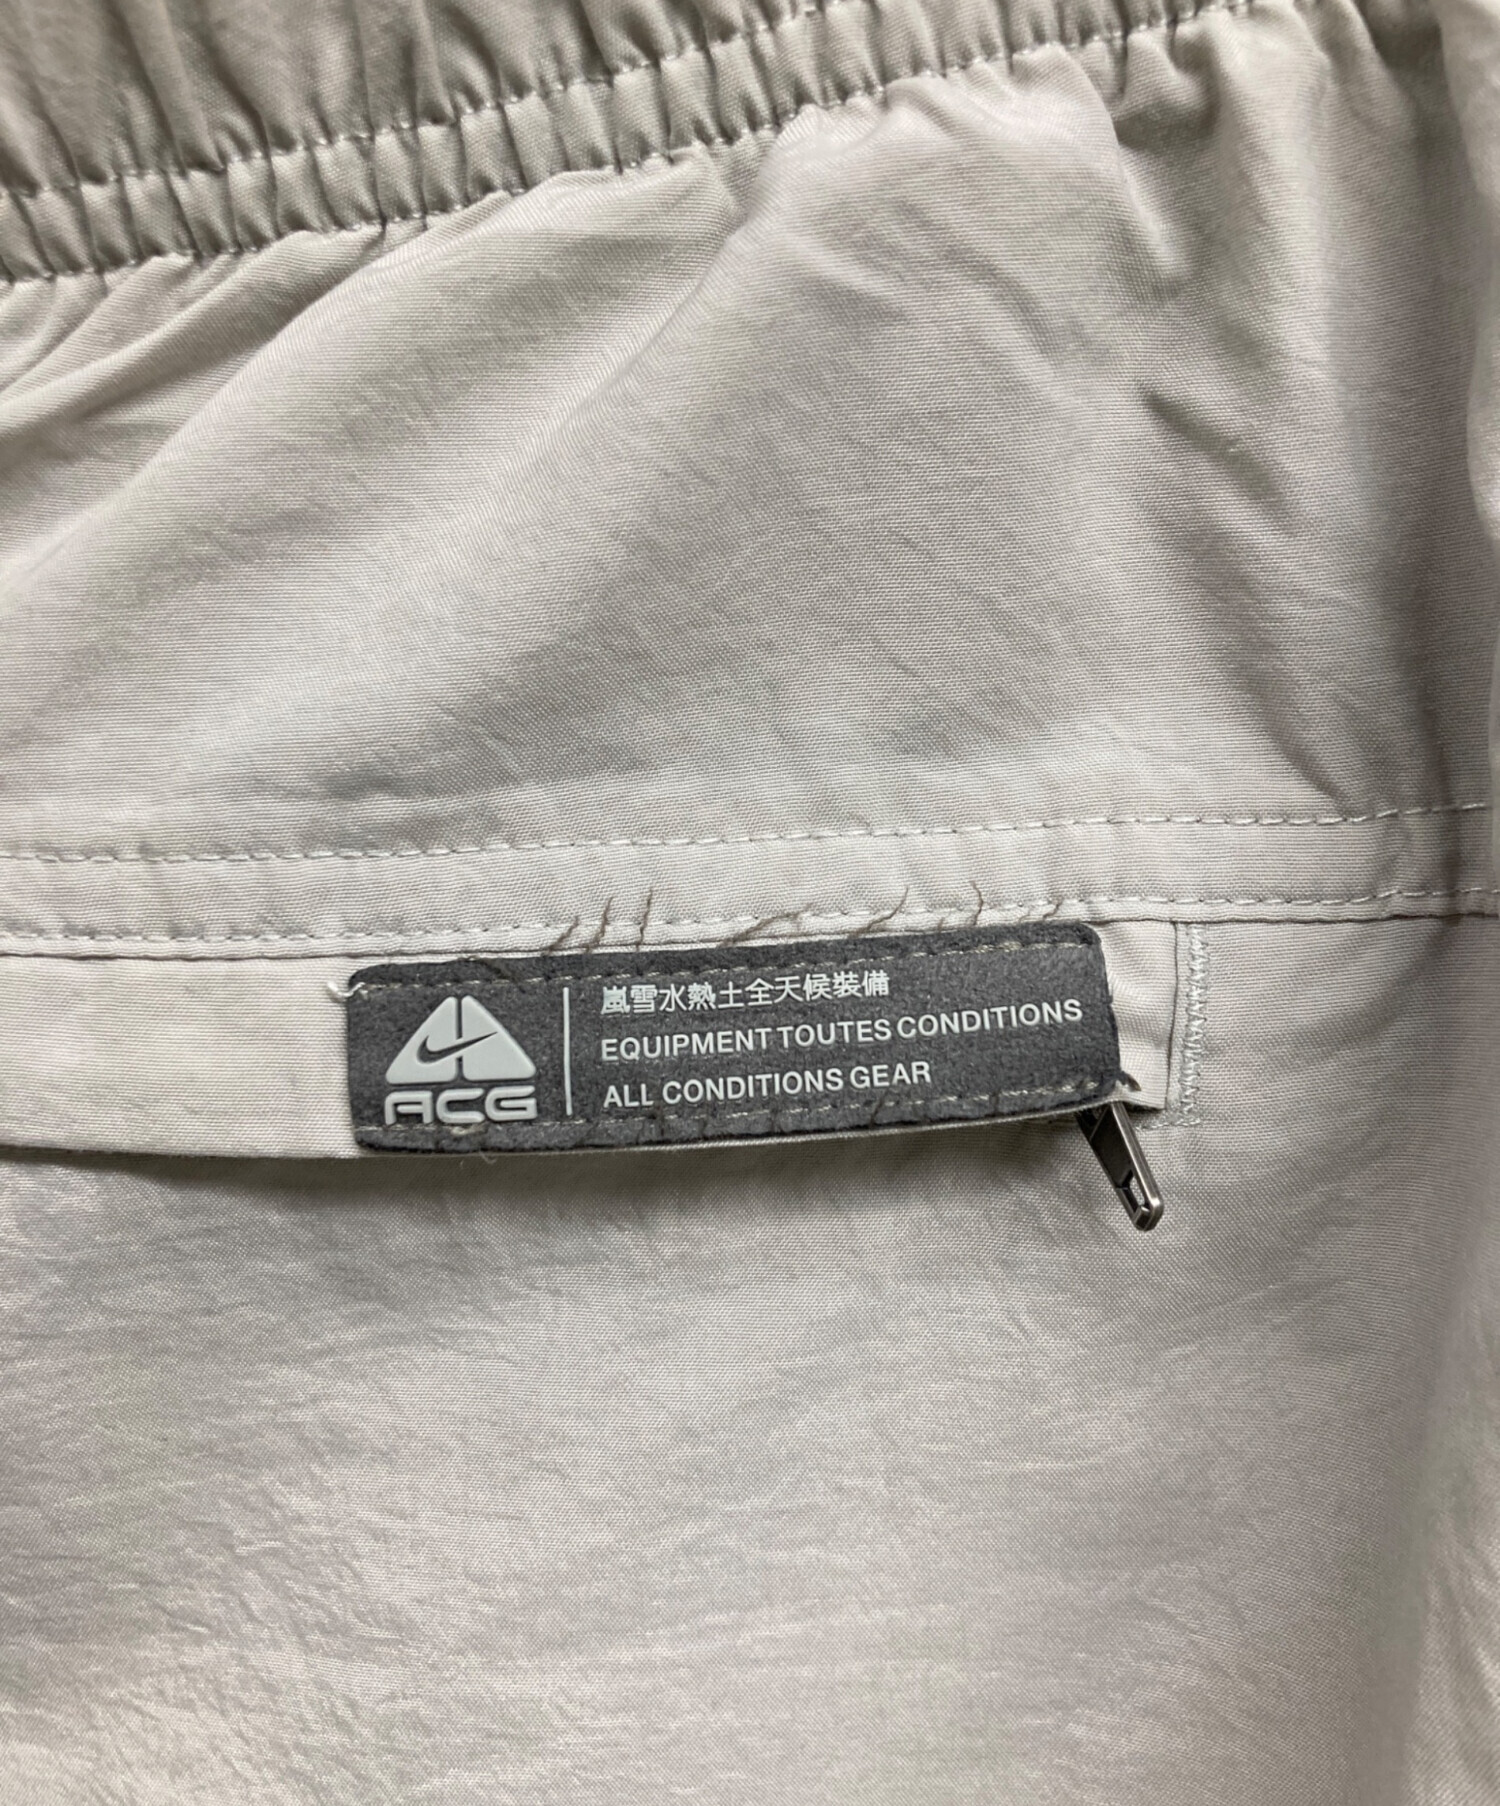 嵐雪水熱土全天候裝備
EQUIPMENT TOUTES CONDITIONS
ALL CONDITIONS GEAR
ACG